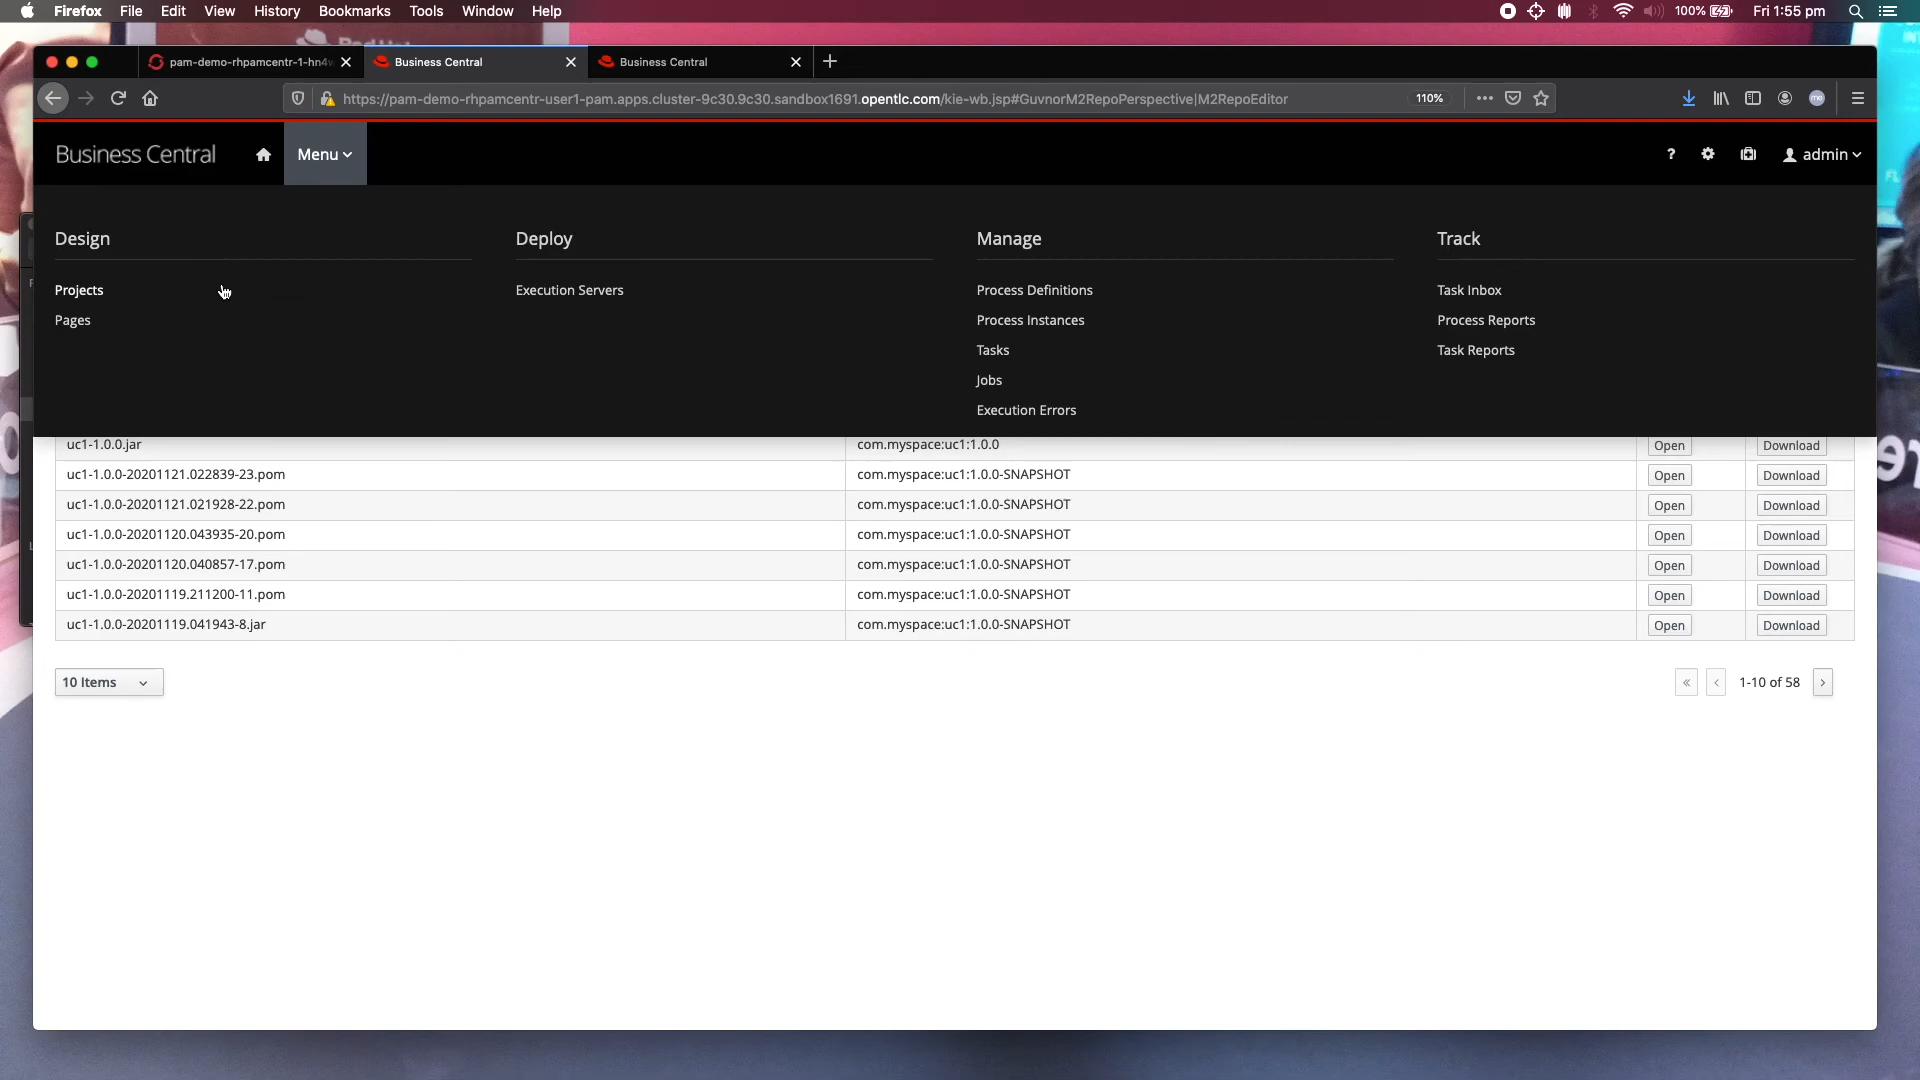 Firefox File Edit View History Bookmarks Tools Window Help
100% Fri 1:55 pm
pam-demo-rhpamcentr-1-hn4
Business Central
Business Central
https://pam-demo-rhpamcentr-user1-pam.apps.cluster-9c30.9c30.sandbox1691.opentlc.com/kie-wb.jsp#GuvnorM2RepoPerspective|M2RepoEditor
110%
Business Central Menu ? admin
Design Deploy Manage Track
Projects Execution Servers Process Definitions Task Inbox
Pages Process Instances Process Reports
Tasks Task Reports
Jobs
Execution Errors
uc1-1.0.0.jar com.myspace:uc1:1.0.0 Open Download
uc1-1.0.0-20201121.022839-23.pom com.myspace:uc1:1.0.0-SNAPSHOT Open Download
uc1-1.0.0-20201121.021928-22.pom com.myspace:uc1:1.0.0-SNAPSHOT Open Download
uc1-1.0.0-20201120.043935-20.pom com.myspace:uc1:1.0.0-SNAPSHOT Open Download
uc1-1.0.0-20201120.040857-17.pom com.myspace:uc1:1.0.0-SNAPSHOT Open Download
uc1-1.0.0-20201119.211200-11.pom com.myspace:uc1:1.0.0-SNAPSHOT Open Download
uc1-1.0.0-20201119.041943-8.jar com.myspace:uc1:1.0.0-SNAPSHOT Open Download
10 Items « ‹ 1-10 of 58 ›